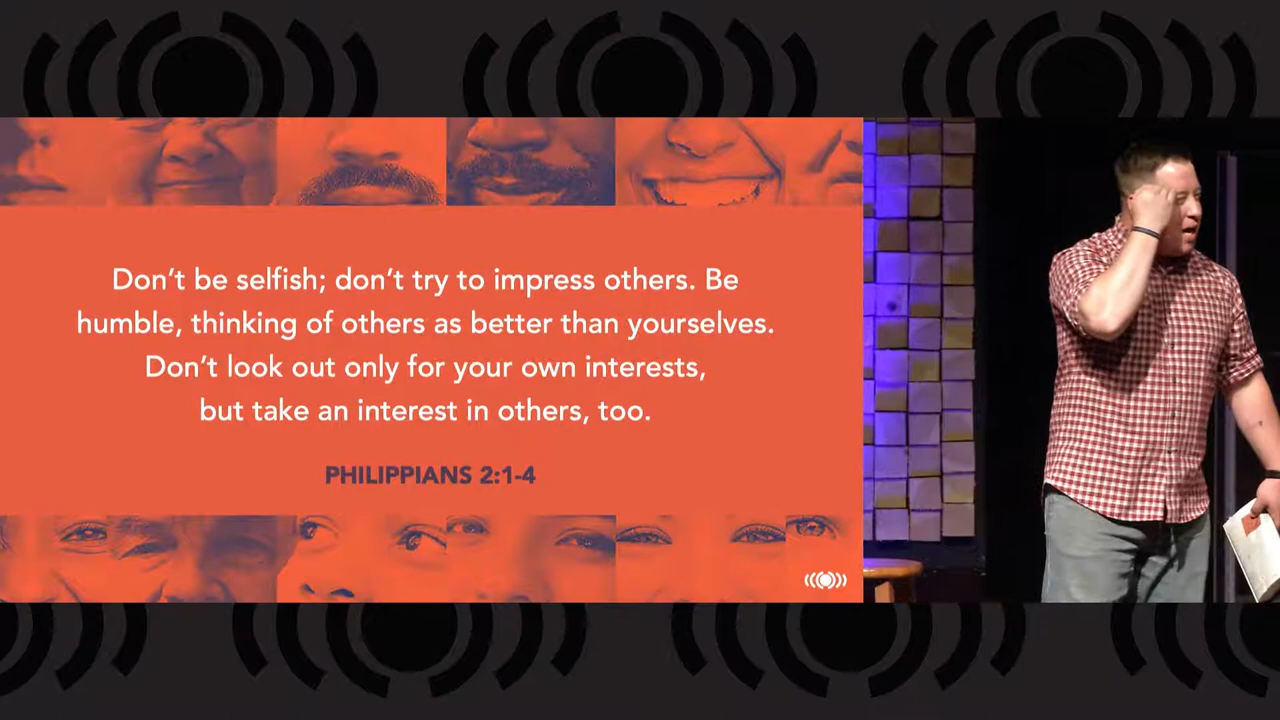 Don’t be selfish; don’t try to impress others. Be
humble, thinking of others as better than yourselves.
Don’t look out only for your own interests,
but take an interest in others, too.
PHILIPPIANS 2:1-4